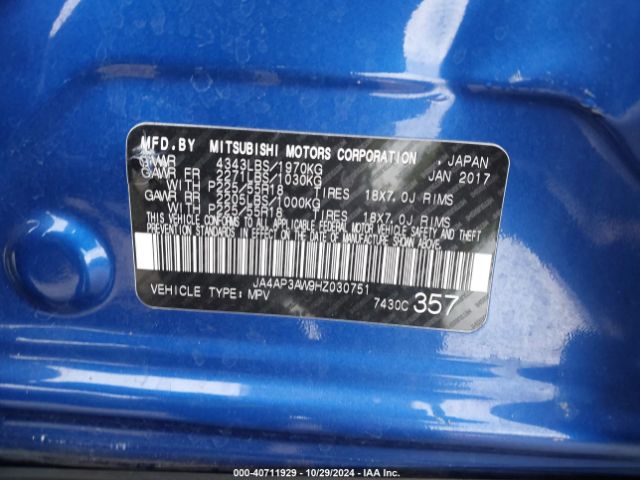 MFD.BY MITSUBISHI MOTORS CORPORATION , JAPAN
GVWR 4343LBS/1970KG JAN 2017
GAWR FR 2271LBS/1030KG
WITH P225/55R18 TIRES 18X7.0J RIMS
GAWR RR 2205LBS/1000KG
WITH P225/55R18 TIRES 18X7.0J RIMS
THIS VEHICLE CONFORMS TO ALL APPLICABLE FEDERAL MOTOR VEHICLE SAFETY AND THEFT
PREVENTION STANDARDS IN EFFECT ON THE DATE OF MANUFACTURE SHOWN ABOVE.
JA4AP3AW9HZ030751
VEHICLE TYPE: MPV 7430C 357
000-40711929 | 10/29/2024 | IAA Inc.